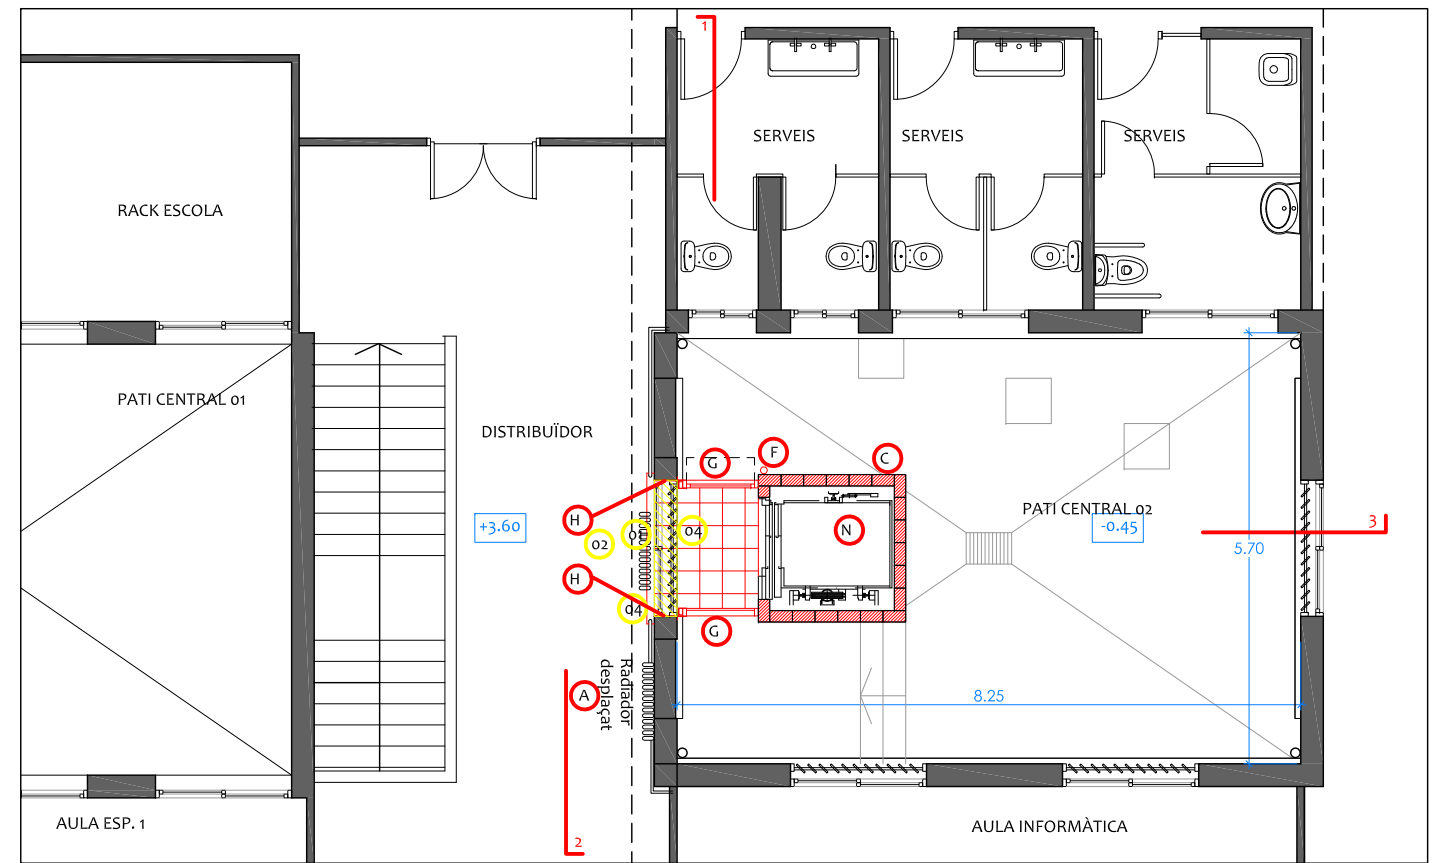 1
SERVEIS
SERVEIS
SERVEIS
RACK ESCOLA
PATI CENTRAL 01
DISTRIBUÏDOR
G
F
C
H
+3.60
02
04
N
PATI CENTRAL 02
-0.45
3
5.70
H
04
G
Radiador
desplaçat
A
8.25
2
AULA ESP. 1
AULA INFORMÀTICA